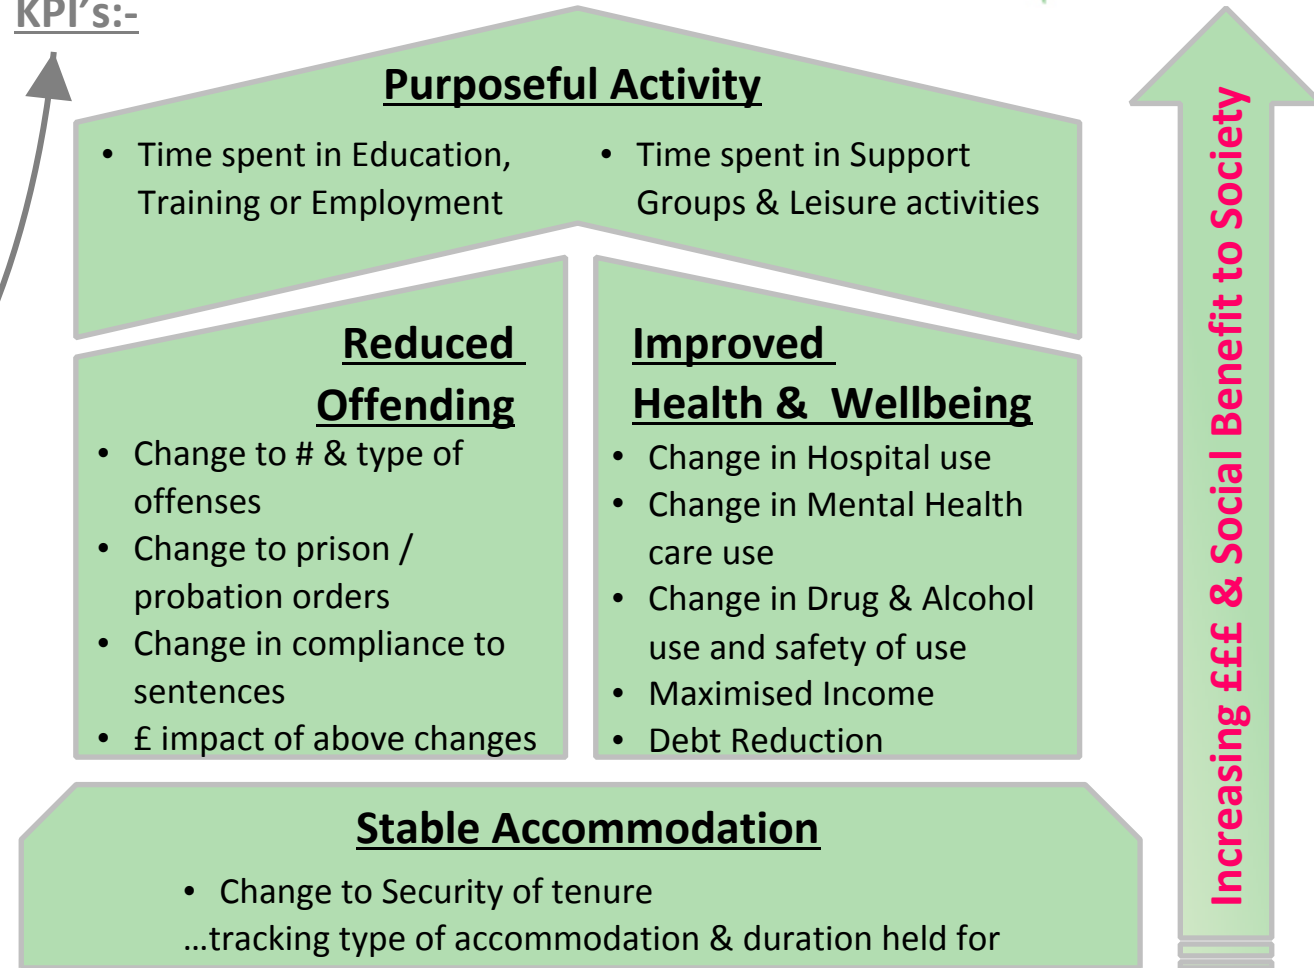 KPI's:-
Purposeful Activity
• Time spent in Education,
Training or Employment
• Time spent in Support
Groups & Leisure activities
Reduced
Offending
• Change to # & type of
offenses
• Change to prison /
probation orders
• Change in compliance to
sentences
• £ impact of above changes
Improved
Health &  Wellbeing
• Change in Hospital use
• Change in Mental Health
care use
• Change in Drug & Alcohol
use and safety of use
• Maximised Income
• Debt Reduction
Stable Accommodation
• Change to Security of tenure
…tracking type of accommodation & duration held for
Increasing £££ & Social Benefit to Society